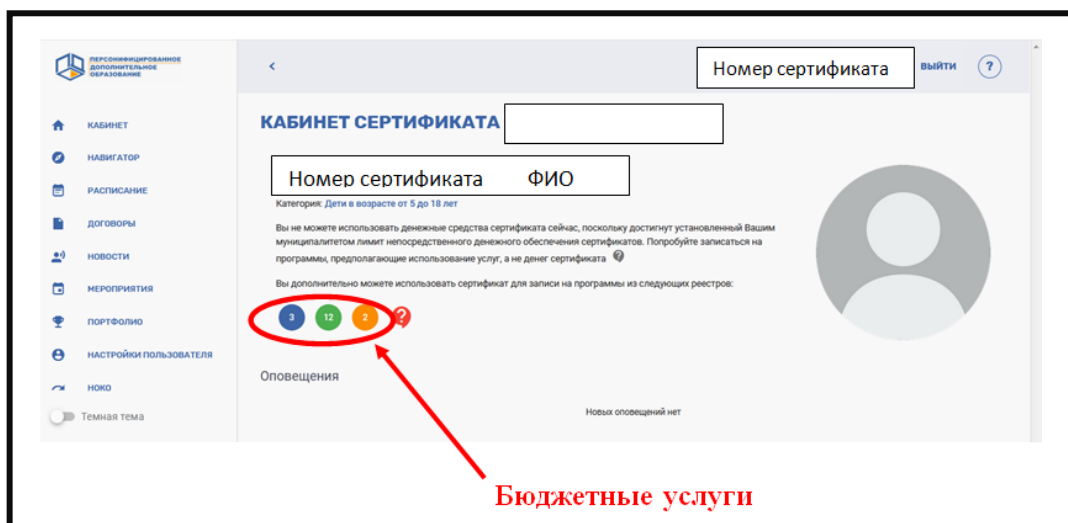 ПЕРСОНИФИЦИРОВАННОЕ
ДОПОЛНИТЕЛЬНОЕ
ОБРАЗОВАНИЕ
Номер сертификата
ВЫЙТИ
?
КАБИНЕТ
НАВИГАТОР
РАСПИСАНИЕ
ДОГОВОРЫ
НОВОСТИ
МЕРОПРИЯТИЯ
ПОРТФОЛИО
НАСТРОЙКИ ПОЛЬЗОВАТЕЛЯ
НОКО
Темная тема
КАБИНЕТ СЕРТИФИКАТА
Номер сертификата ФИО
Категория: Дети в возрасте от 5 до 18 лет
Вы не можете использовать денежные средства сертификата сейчас, поскольку достигнут установленный Вашим
муниципалитетом лимит непосредственного денежного обеспечения сертификатов. Попробуйте записаться на
программы, предполагающие использование услуг, а не денег сертификата ?
Вы дополнительно можете использовать сертификат для записи на программы из следующих реестров:
3 12 2 ?
Оповещения
Новых оповещений нет
Бюджетные услуги